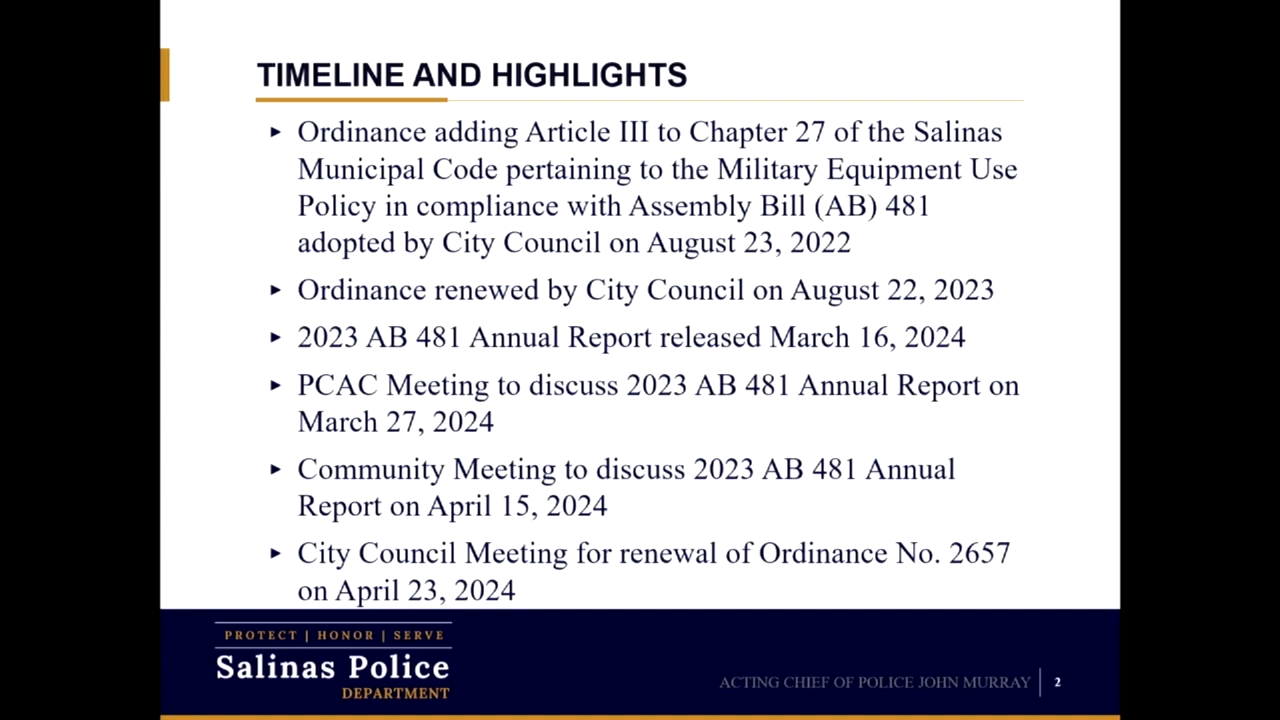 TIMELINE AND HIGHLIGHTS
▸ Ordinance adding Article III to Chapter 27 of the Salinas
Municipal Code pertaining to the Military Equipment Use
Policy in compliance with Assembly Bill (AB) 481
adopted by City Council on August 23, 2022
▸ Ordinance renewed by City Council on August 22, 2023
▸ 2023 AB 481 Annual Report released March 16, 2024
▸ PCAC Meeting to discuss 2023 AB 481 Annual Report on
March 27, 2024
▸ Community Meeting to discuss 2023 AB 481 Annual
Report on April 15, 2024
▸ City Council Meeting for renewal of Ordinance No. 2657
on April 23, 2024
PROTECT | HONOR | SERVE
Salinas Police
DEPARTMENT
ACTING CHIEF OF POLICE JOHN MURRAY
2